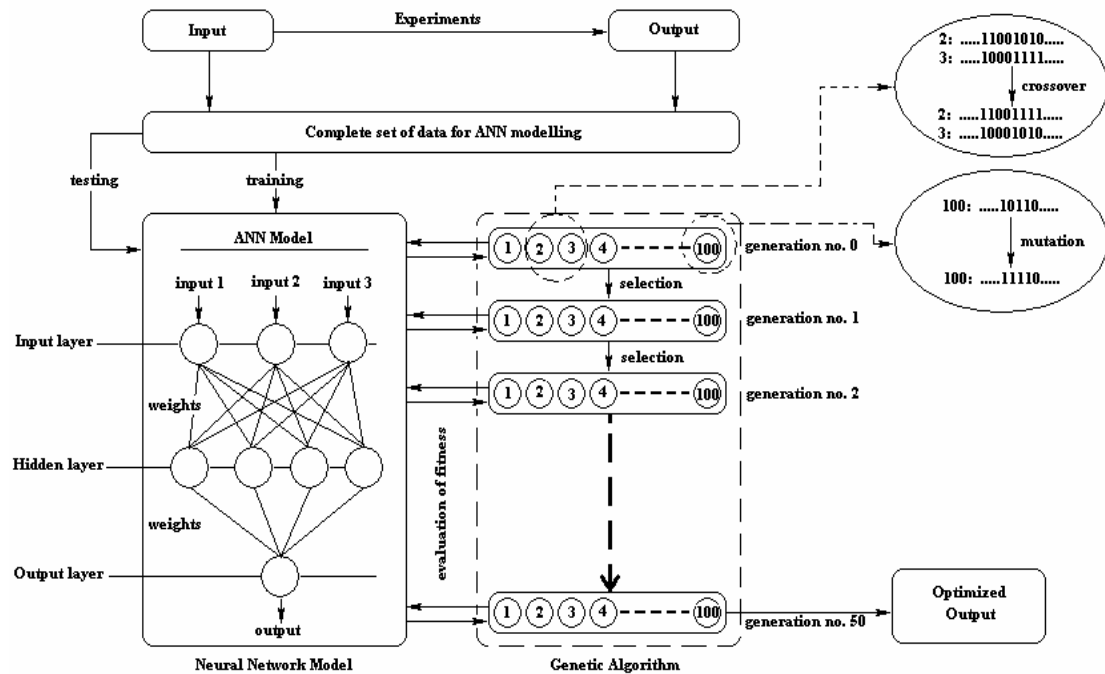 Experiments
Input
Output
Complete set of data for ANN modelling
testing
training
ANN Model
input 1
input 2
input 3
Input layer
weights
Hidden layer
weights
Output layer
output
Neural Network Model
evaluation of fitness
1 2 3 4 100
generation no. 0
selection
1 2 3 4 100
generation no. 1
selection
1 2 3 4 100
generation no. 2
1 2 3 4 100
generation no. 50
Genetic Algorithm
2: .....11001010.....
3: .....10001111.....
crossover
2: .....11001111.....
3: .....10001010.....
100: .....10110.....
mutation
100: .....11110.....
Optimized
Output